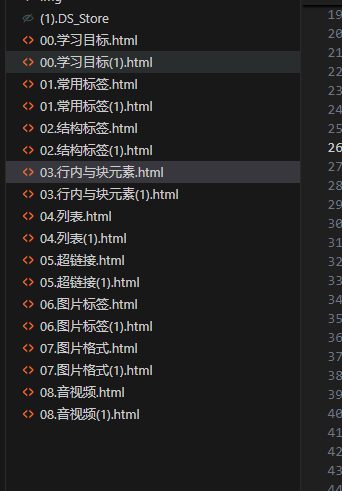 (1).DS_Store
00.学习目标.html
00.学习目标(1).html
01.常用标签.html
01.常用标签(1).html
02.结构标签.html
02.结构标签(1).html
03.行内与块元素.html
03.行内与块元素(1).html
04.列表.html
04.列表(1).html
05.超链接.html
05.超链接(1).html
06.图片标签.html
06.图片标签(1).html
07.图片格式.html
07.图片格式(1).html
08.音视频.html
08.音视频(1).html
19
20
21
22
23
24
25
26
27
28
29
30
31
32
33
34
35
36
37
38
39
40
41
42
43